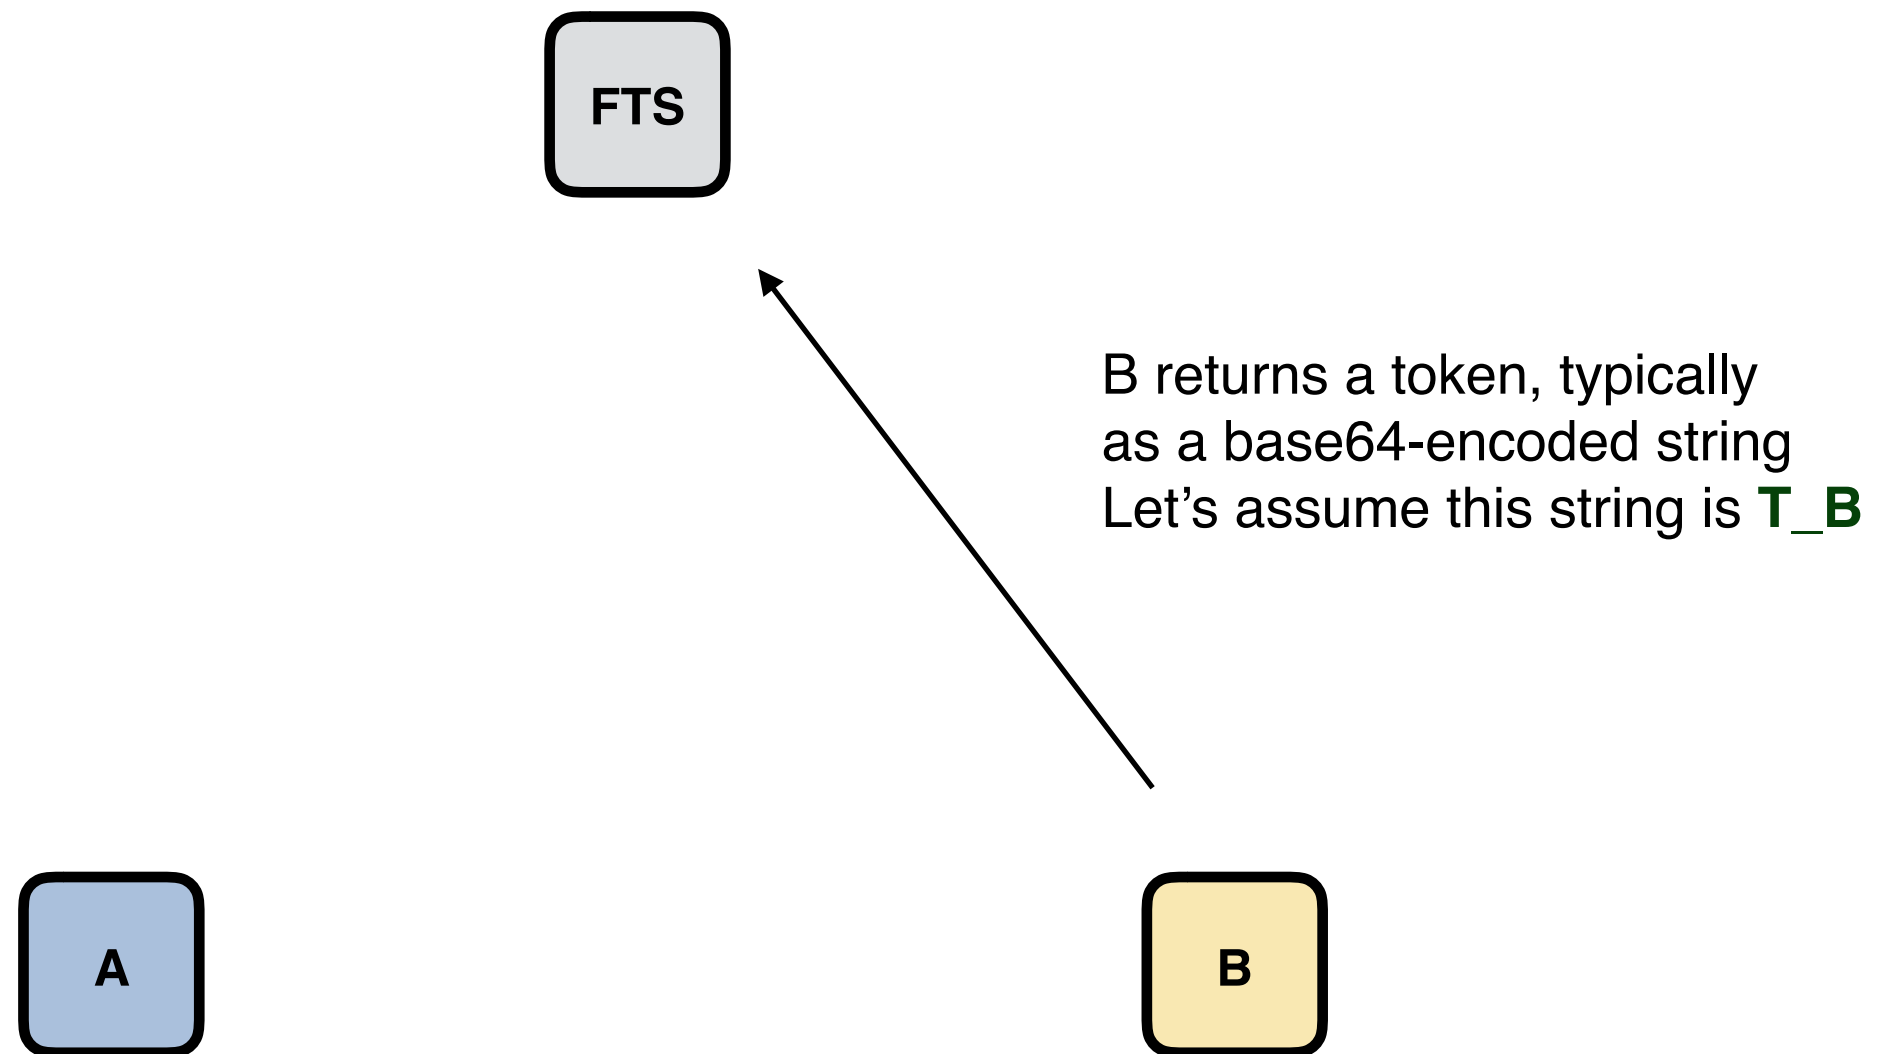 FTS
B returns a token, typically
as a base64-encoded string
Let’s assume this string is T_B
A
B